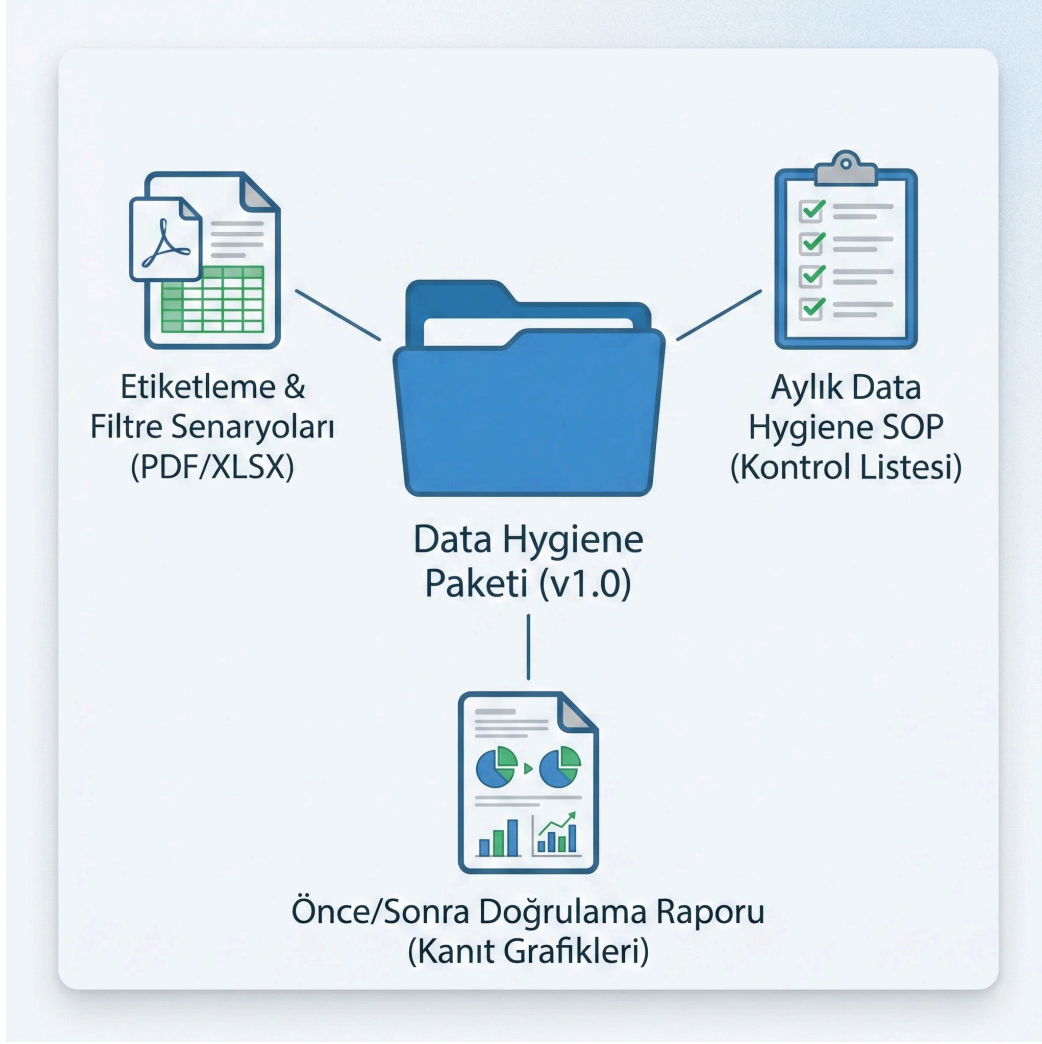 Etiketleme &
Filtre Senaryoları
(PDF/XLSX)
Aylık Data
Hygiene SOP
(Kontrol Listesi)
Data Hygiene
Paketi (v1.0)
Önce/Sonra Doğrulama Raporu
(Kanıt Grafikleri)